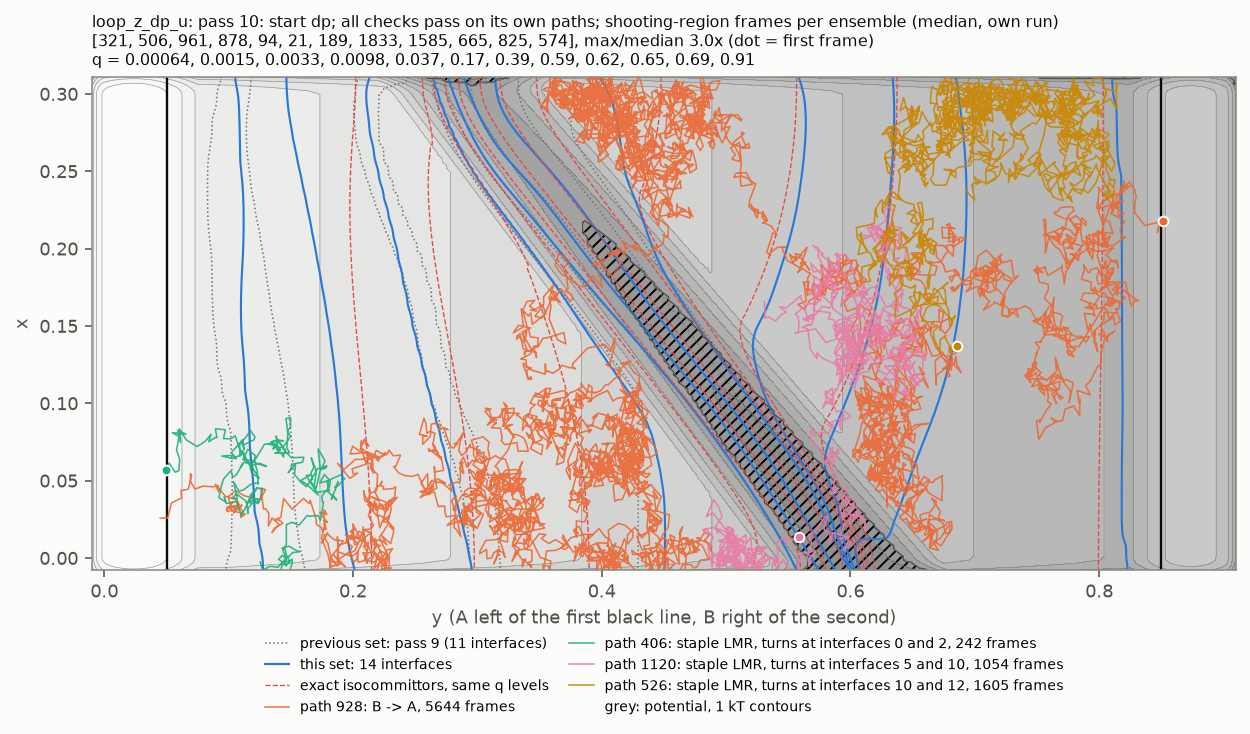 loop_z_dp_u: pass 10: start dp; all checks pass on its own paths; shooting-region frames per ensemble (median, own run)
[321, 506, 961, 878, 94, 21, 189, 1833, 1585, 665, 825, 574], max/median 3.0x (dot = first frame)
q = 0.00064, 0.0015, 0.0033, 0.0098, 0.037, 0.17, 0.39, 0.59, 0.62, 0.65, 0.69, 0.91
0.30
0.25
0.20
0.15
0.10
0.05
0.00
x
0.0 0.2 0.4 0.6 0.8
y (A left of the first black line, B right of the second)
previous set: pass 9 (11 interfaces)
this set: 14 interfaces
exact isocommittors, same q levels
path 928: B -> A, 5644 frames
path 406: staple LMR, turns at interfaces 0 and 2, 242 frames
path 1120: staple LMR, turns at interfaces 5 and 10, 1054 frames
path 526: staple LMR, turns at interfaces 10 and 12, 1605 frames
grey: potential, 1 kT contours